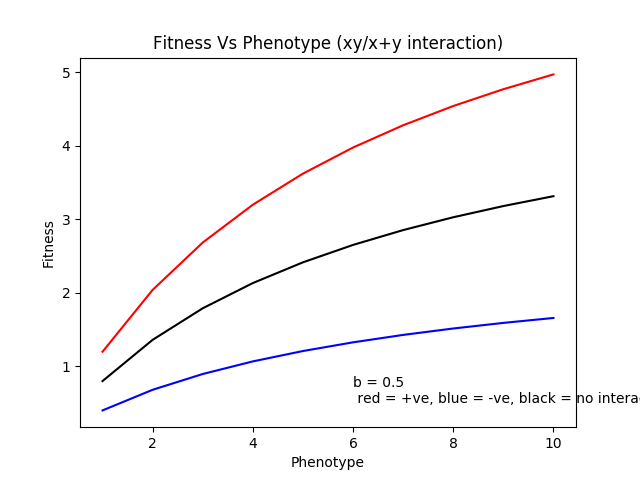 Fitness Vs Phenotype (xy/x+y interaction)
5
4
3
2
1
Fitness
b = 0.5
red = +ve, blue = -ve, black = no
2
4
6
8
10
Phenotype